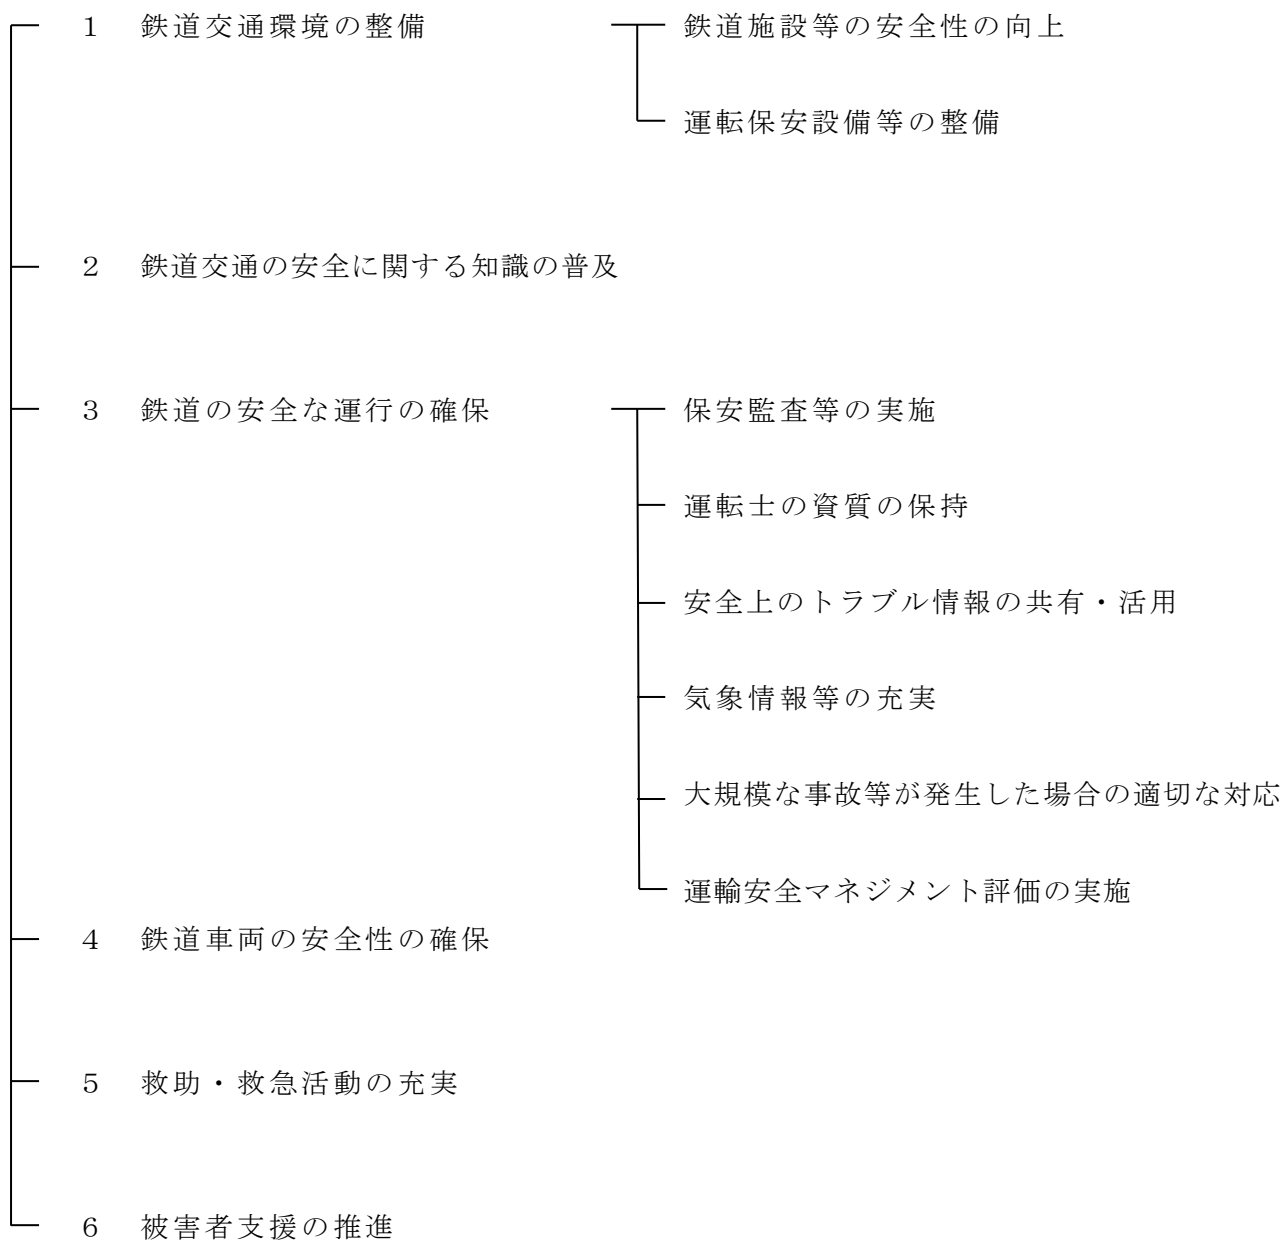 １　鉄道交通環境の整備　鉄道施設等の安全性の向上
運転保安設備等の整備
２　鉄道交通の安全に関する知識の普及
３　鉄道の安全な運行の確保　保安監査等の実施
運転士の資質の保持
安全上のトラブル情報の共有・活用
気象情報等の充実
大規模な事故等が発生した場合の適切な対応
運輸安全マネジメント評価の実施
４　鉄道車両の安全性の確保
５　救助・救急活動の充実
６　被害者支援の推進